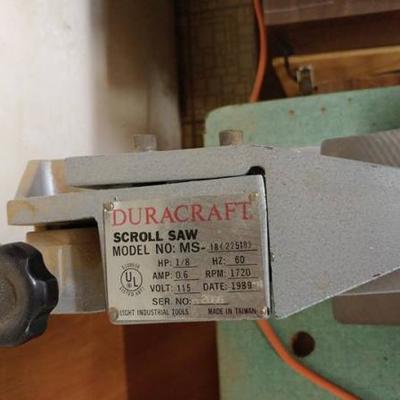 DURACRAFT
SCROLL SAW
MODEL NO: MS-
HP: 1/8 HZ: 60
AMP: 0.6 RPM: 1720
VOLT: 115 DATE: 1989
SER. NO:
LIGHT INDUSTRIAL TOOLS MADE IN TAIWAN
UL